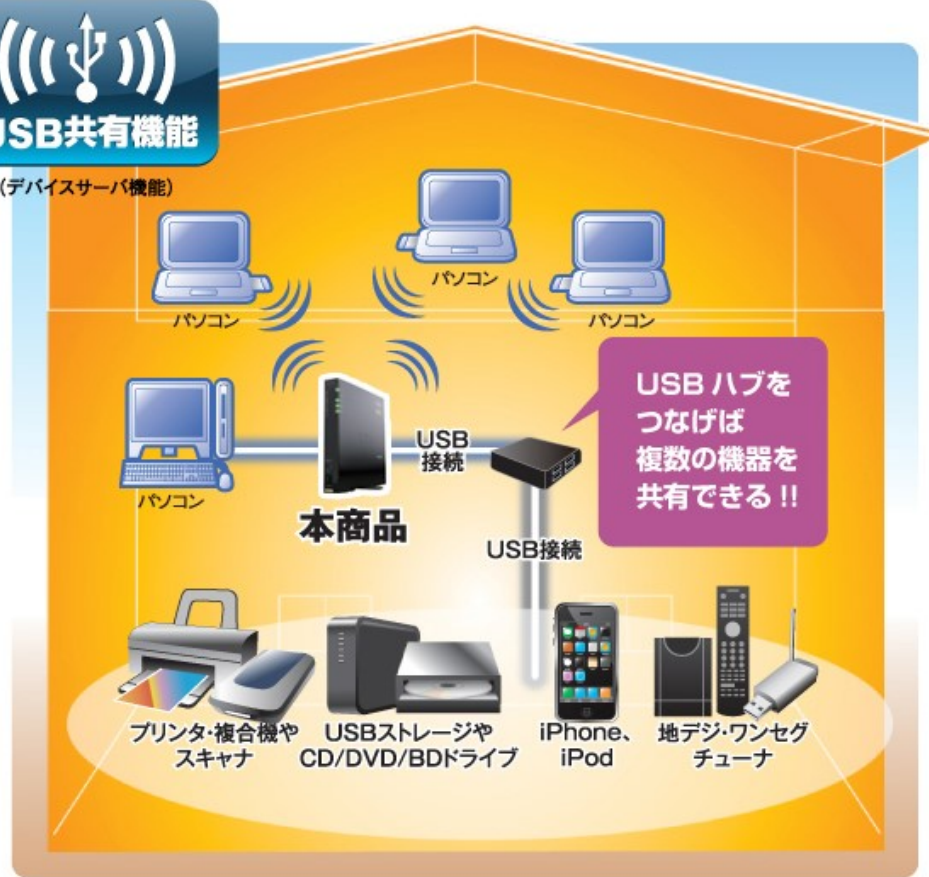 USB共有機能
(デバイスサーバ機能)
パソコン
パソコン
パソコン
USB ハブを
つなげば
複数の機器を
共有できる !!
USB
接続
パソコン
本商品
USB接続
プリンタ・複合機や
スキャナ
USBストレージや
CD/DVD/BDドライブ
iPhone、
iPod
地デジ・ワンセグ
チューナ